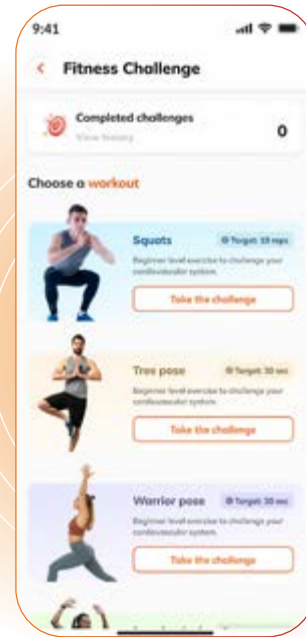 9:41
Fitness Challenge
Completed challenges
View history
0
Choose a workout
Squats
Target: 10 reps
Beginner level exercise to challenge your
cardiovascular system.
Take the challenge
Tree pose
Target: 30 sec
Beginner level exercise to challenge your
cardiovascular system.
Take the challenge
Warrior pose
Target: 30 sec
Beginner level exercise to challenge your
cardiovascular system.
Take the challenge